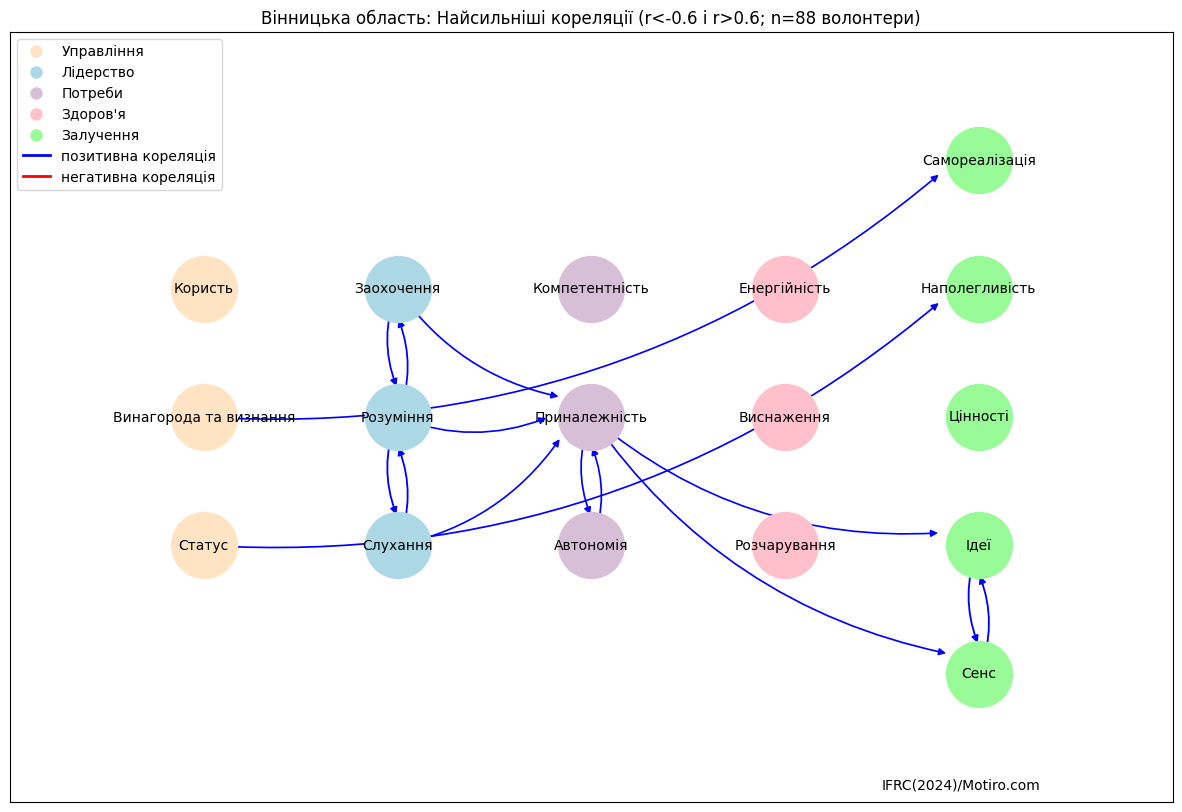 Вінницька область: Найсильніші кореляції (r<-0.6 і r>0.6; n=88 волонтери)
Управління
Лідерство
Потреби
Здоров'я
Залучення
позитивна кореляція
негативна кореляція
Самореалізація
Користь
Заохочення
Компетентність
Енергійність
Наполегливість
Винагорода та визнання
Розуміння
Приналежність
Виснаження
Цінності
Статус
Слухання
Автономія
Розчарування
Ідеї
Сенс
IFRC(2024)/Motiro.com